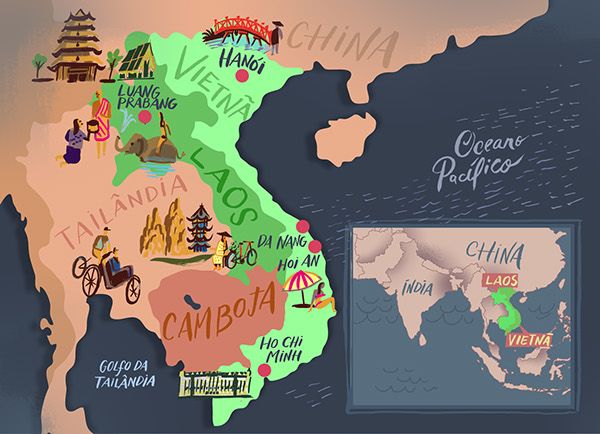 CHINA
HANÓI
VIETNÃ
LUANG
PRABANG
LAOS
TAILÂNDIA
Oceano
Pacífico
DA NANG
HOI AN
CAMBOJA
HO CHI
MINH
GOLFO DA
TAILÂNDIA
CHINA
ÍNDIA
LAOS
VIETNÃ